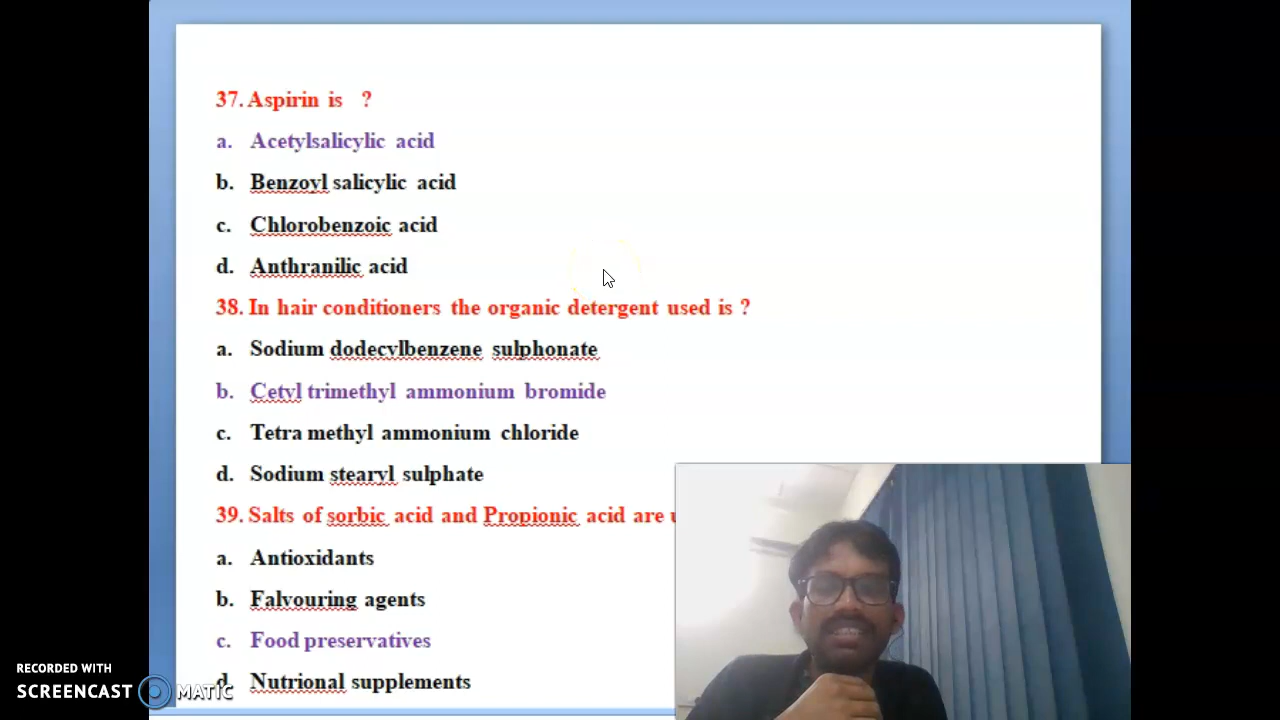 37. Aspirin is ?
a. Acetylsalicylic acid
b. Benzoyl salicylic acid
c. Chlorobenzoic acid
d. Anthranilic acid
38. In hair conditioners the organic detergent used is ?
a. Sodium dodecylbenzene sulphonate
b. Cetyl trimethyl ammonium bromide
c. Tetra methyl ammonium chloride
d. Sodium stearyl sulphate
39. Salts of sorbic acid and Propionic acid are
a. Antioxidants
b. Falvouring agents
c. Food preservatives
d. Nutrional supplements
RECORDED WITH
SCREENCAST MATIC